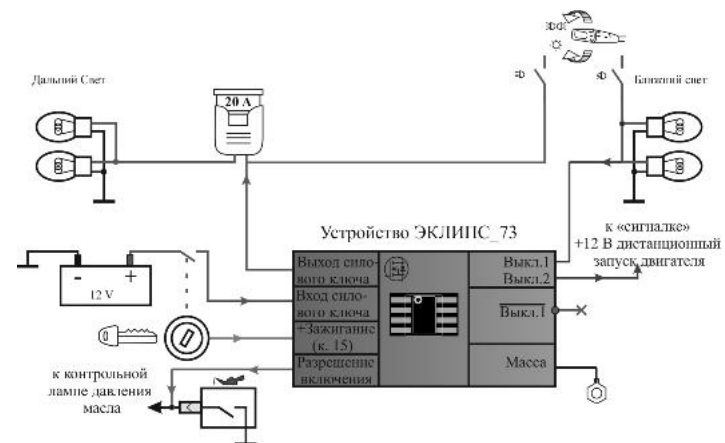 Дальний Свет
20 А
Ближний свет
Устройство ЭКЛИПС_73
к «сигналке»
+12 В дистанционный
запуск двигателя
Выход сило-
вого ключа
Вход сило-
вого ключа
+Зажигание
(к. 15)
Разрешение
включения
Выкл.1
Выкл.2
Выкл.1
Масса
- +
12 V
к контрольной
лампе давления
масла